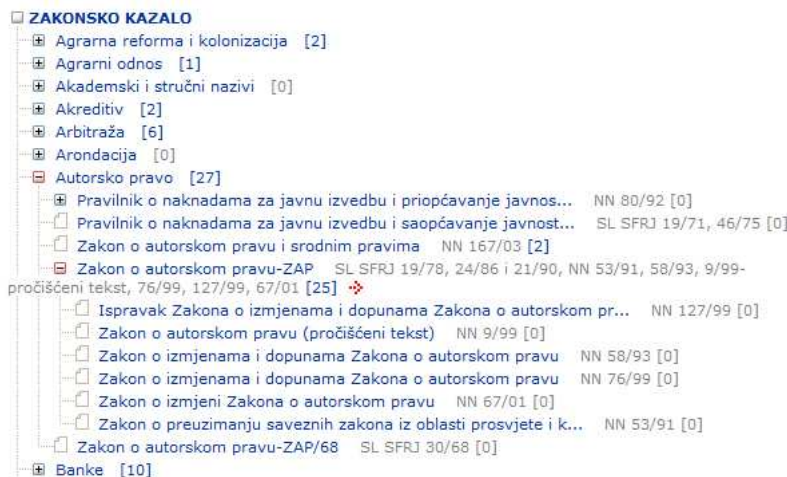 ZAKONSKO KAZALO
Agrarna reforma i kolonizacija [2]
Agrarni odnos [1]
Akademski i stručni nazivi [0]
Akreditiv [2]
Arbitraža [6]
Arondacija [0]
Autorsko pravo [27]
Pravilnik o naknadama za javnu izvedbu i priopćavanje javnos... NN 80/92 [0]
Pravilnik o naknadama za javnu izvedbu i saopćavanje javnost... SL SFRJ 19/71, 46/75 [0]
Zakon o autorskom pravu i srodnim pravima NN 167/03 [2]
Zakon o autorskom pravu-ZAP SL SFRJ 19/78, 24/86 i 21/90, NN 53/91, 58/93, 9/99-
pročišćeni tekst, 76/99, 127/99, 67/01 [25]
Ispravak Zakona o izmjenama i dopunama Zakona o autorskom pr... NN 127/99 [0]
Zakon o autorskom pravu (pročišćeni tekst) NN 9/99 [0]
Zakon o izmjenama i dopunama Zakona o autorskom pravu NN 58/93 [0]
Zakon o izmjenama i dopunama Zakona o autorskom pravu NN 76/99 [0]
Zakon o izmjeni Zakona o autorskom pravu NN 67/01 [0]
Zakon o preuzimanju saveznih zakona iz oblasti prosvjete i k... NN 53/91 [0]
Zakon o autorskom pravu-ZAP/68 SL SFRJ 30/68 [0]
Banke [10]